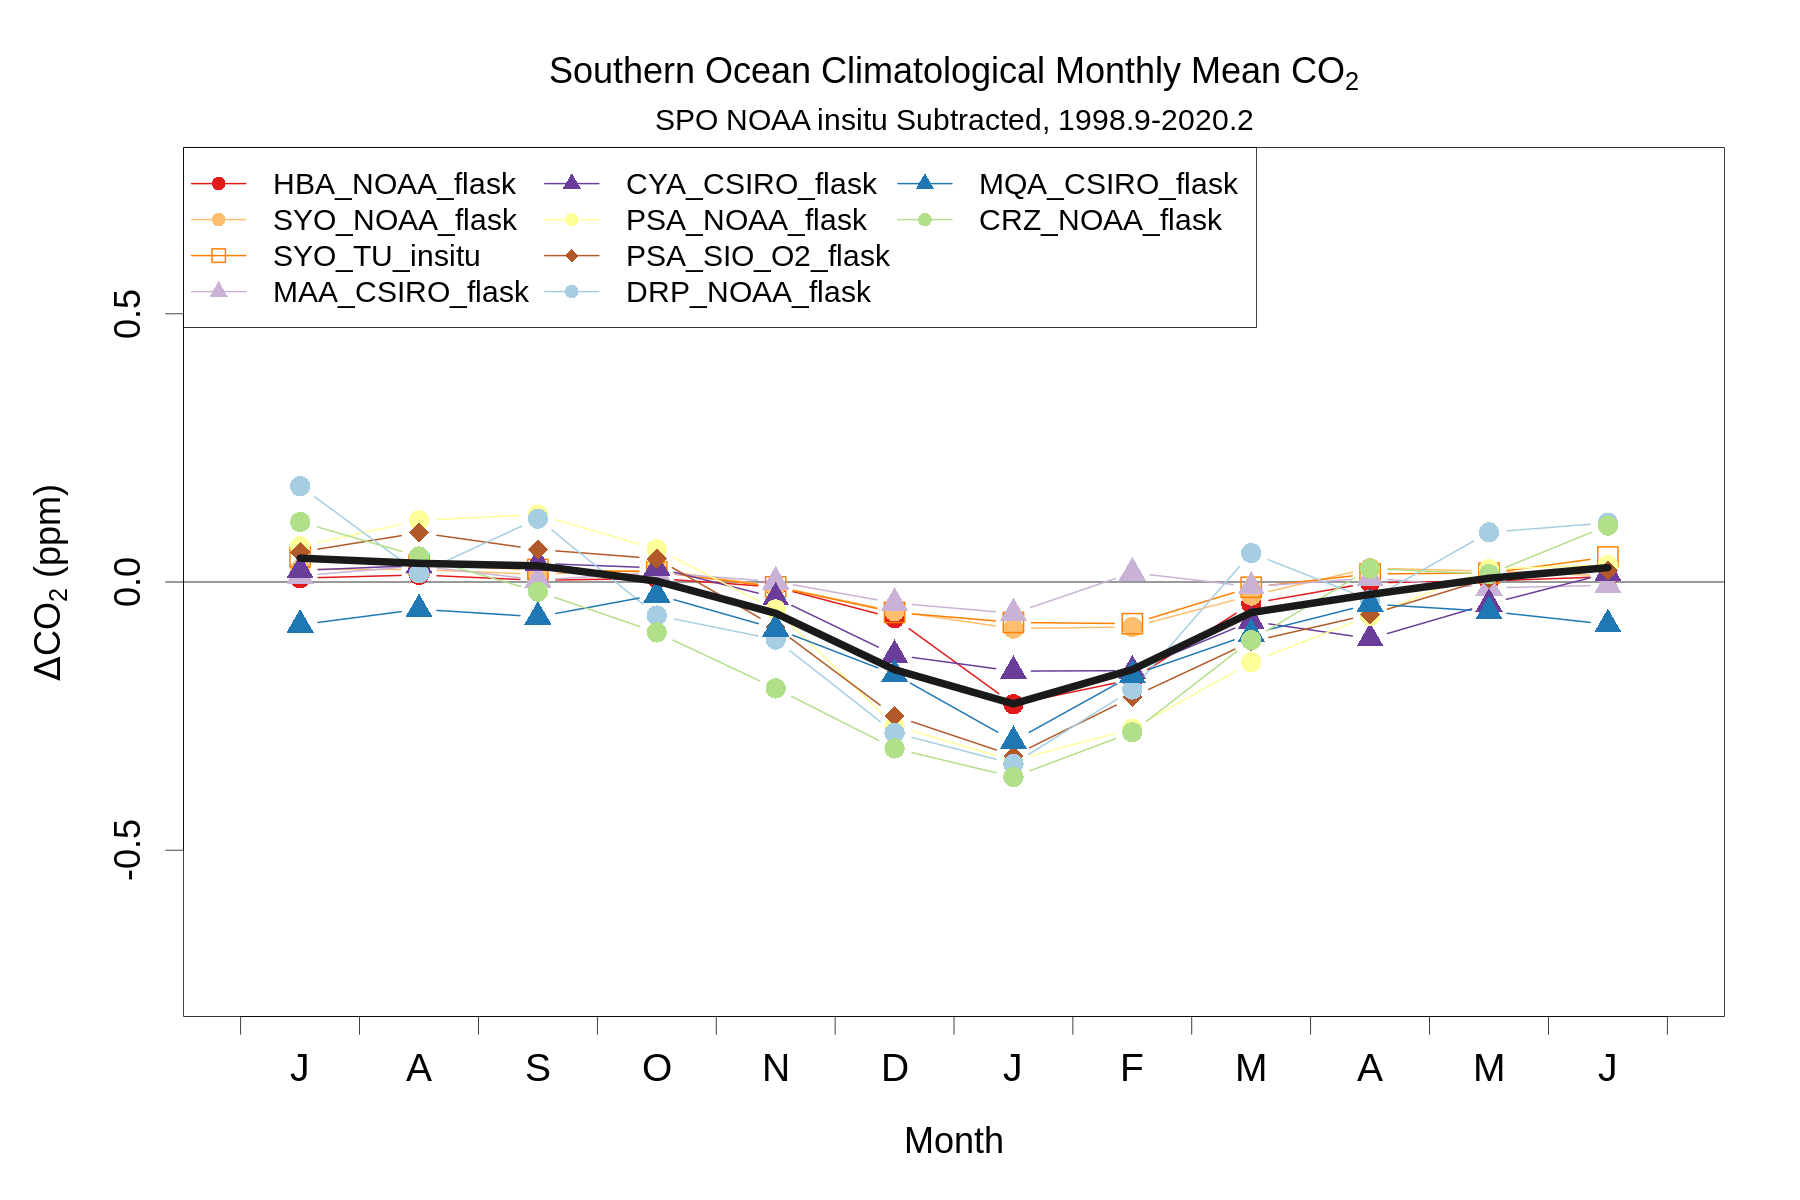 Southern Ocean Climatological Monthly Mean CO₂
SPO NOAA insitu Subtracted, 1998.9-2020.2
HBA_NOAA_flask
SYO_NOAA_flask
SYO_TU_insitu
MAA_CSIRO_flask
CYA_CSIRO_flask
PSA_NOAA_flask
PSA_SIO_O2_flask
DRP_NOAA_flask
MQA_CSIRO_flask
CRZ_NOAA_flask
ΔCO₂ (ppm)
0.5
0.0
-0.5
J A S O N D J F M A M J
Month